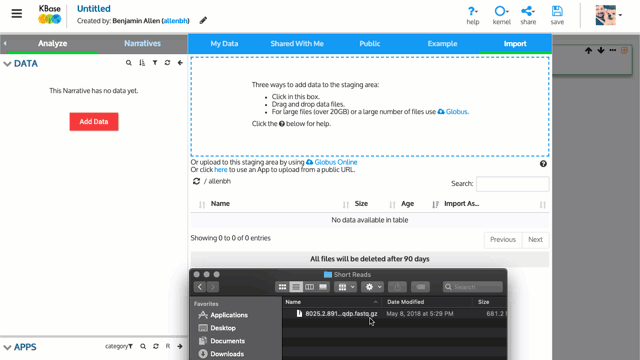 KBase
Untitled
Created by: Benjamin Allen (allenbh)
help
kernel
share
save
Analyze
Narratives
My Data
Shared With Me
Public
Example
Import
DATA
This Narrative has no data yet.
Add Data
Three ways to add data to the staging area:
• Click in this box.
• Drag and drop data files.
• For large files (over 20GB) or a large number of files use Globus.
Click the ? below for help.
Or upload to this staging area by using Globus Online
Or click here to use an App to upload from a public URL.
/ allenbh
Search:
Name Size Age Import As...
No data available in table
Showing 0 to 0 of 0 entries
Previous Next
All files will be deleted after 90 days
Short Reads
Search
Favorites
Applications
Desktop
Documents
Downloads
Name Date Modified Size
8025.2.891...qdp.fastq.gz May 8, 2018 at 5:29 PM 681.2
APPS
category
R